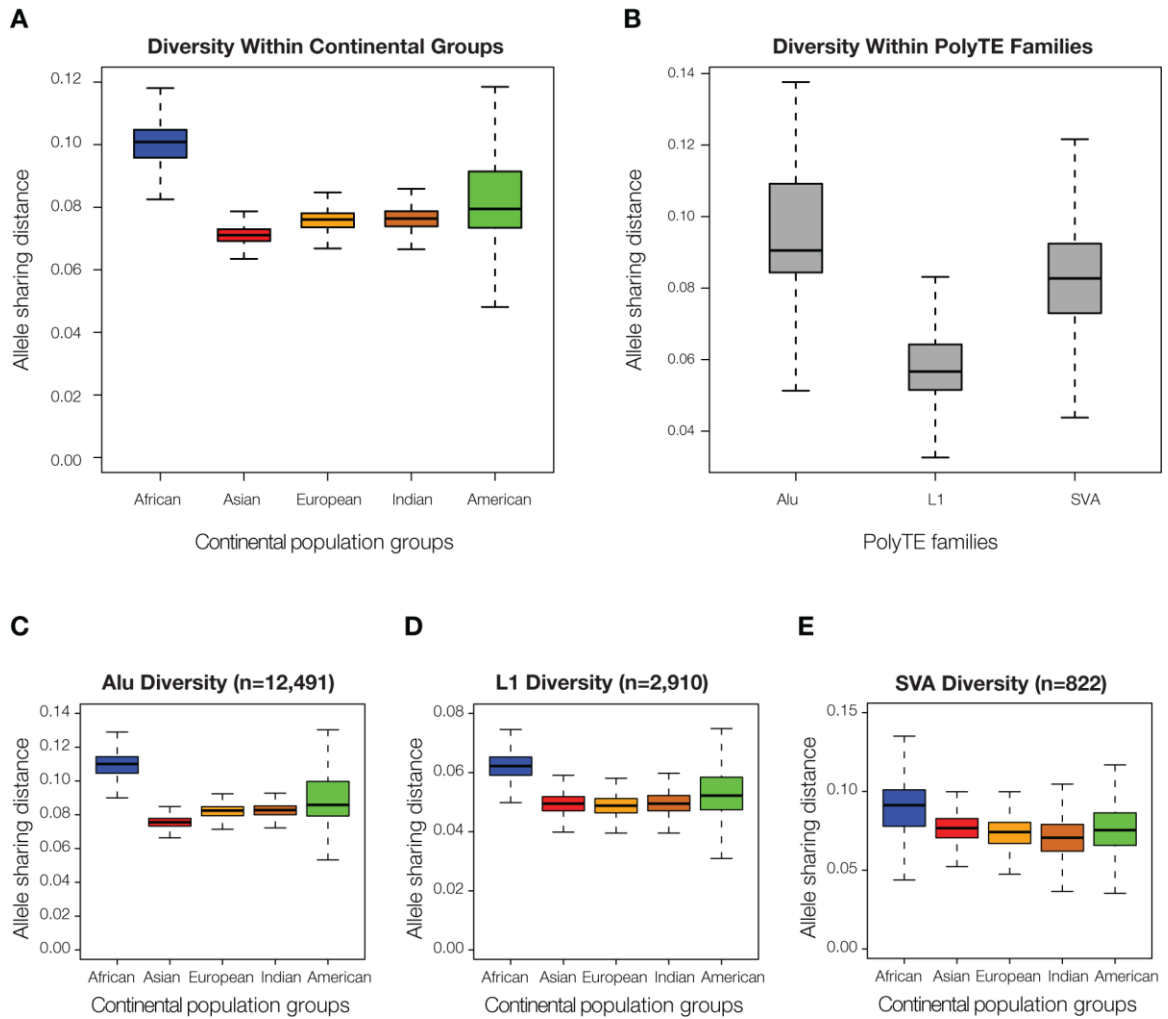 A
Diversity Within Continental Groups
Allele sharing distance
0.12
0.10
0.08
0.06
0.04
0.02
0.00
African Asian European Indian American
Continental population groups
B
Diversity Within PolyTE Families
Allele sharing distance
0.14
0.12
0.10
0.08
0.06
0.04
Alu L1 SVA
PolyTE families
C
Alu Diversity (n=12,491)
Allele sharing distance
0.14
0.12
0.10
0.08
0.06
0.04
0.02
0.00
African Asian European Indian American
Continental population groups
D
L1 Diversity (n=2,910)
Allele sharing distance
0.08
0.06
0.04
0.02
0.00
African Asian European Indian American
Continental population groups
E
SVA Diversity (n=822)
Allele sharing distance
0.15
0.10
0.05
0.00
African Asian European Indian American
Continental population groups